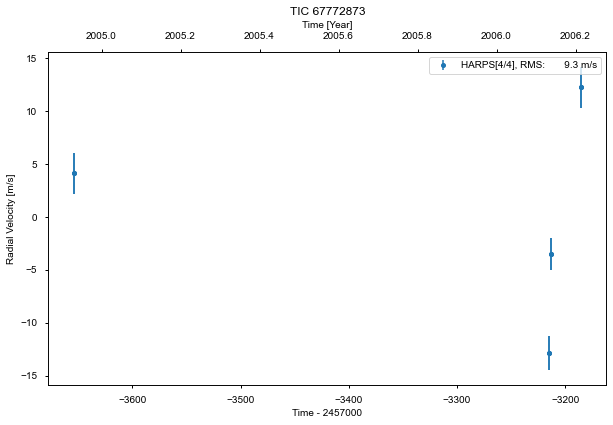 TIC 67772873
Time [Year]
2005.0 2005.2 2005.4 2005.6 2005.8 2006.0 2006.2
HARPS[4/4], RMS: 9.3 m/s
15
10
5
0
−5
−10
−15
Radial Velocity [m/s]
−3600 −3500 −3400 −3300 −3200
Time - 2457000